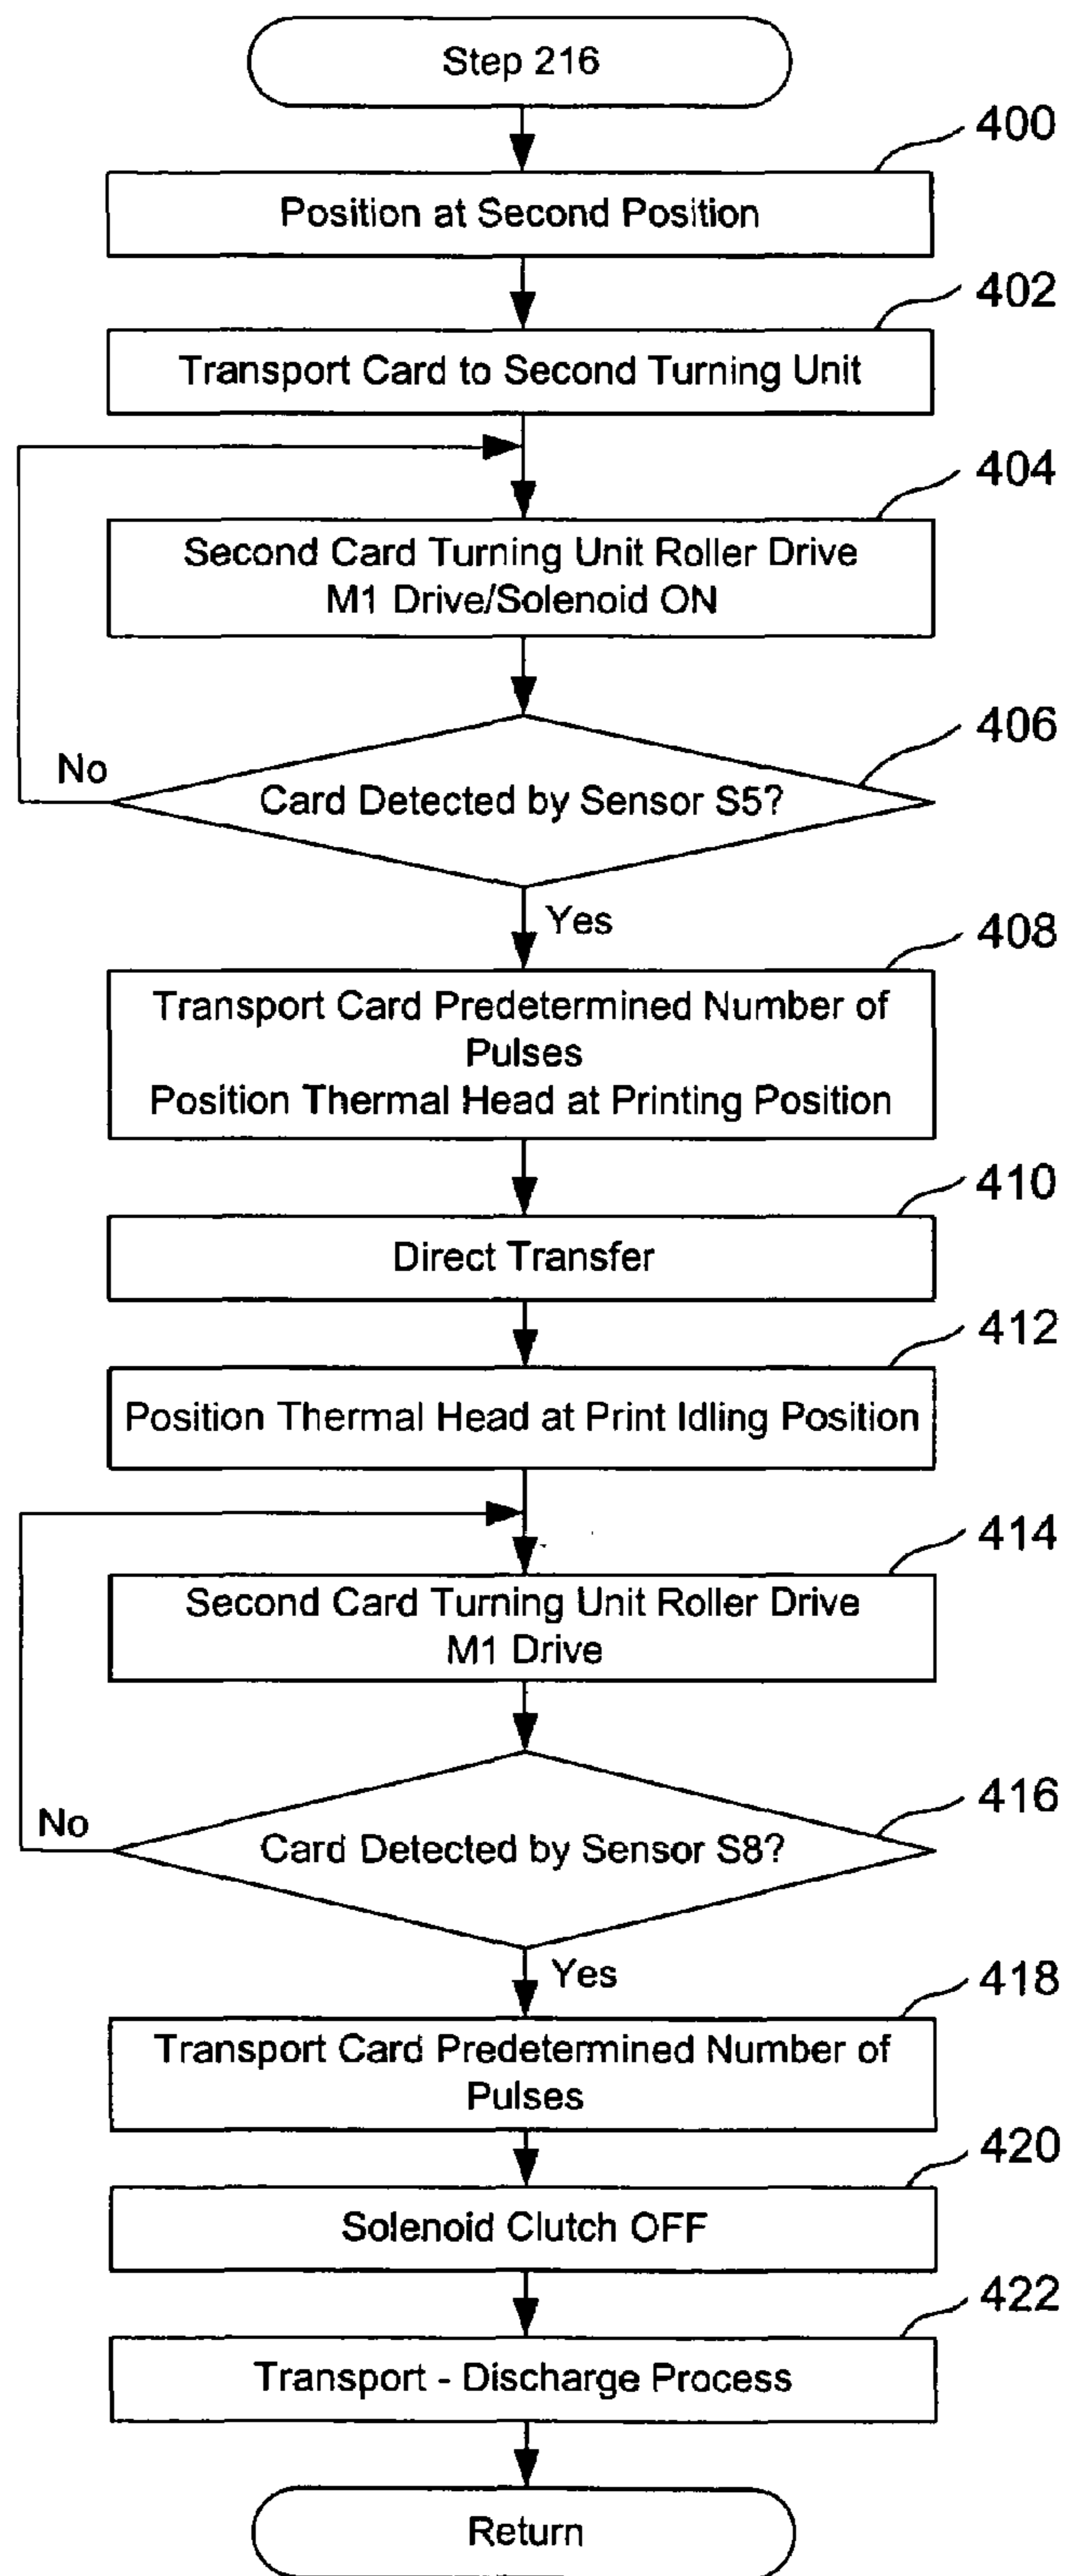 Step 216
400
Position at Second Position
402
Transport Card to Second Turning Unit
404
Second Card Turning Unit Roller Drive
M1 Drive/Solenoid ON
406
No
Card Detected by Sensor S5?
Yes
408
Transport Card Predetermined Number of
Pulses
Position Thermal Head at Printing Position
410
Direct Transfer
412
Position Thermal Head at Print Idling Position
414
Second Card Turning Unit Roller Drive
M1 Drive
416
No
Card Detected by Sensor S8?
Yes
418
Transport Card Predetermined Number of
Pulses
420
Solenoid Clutch OFF
422
Transport - Discharge Process
Return